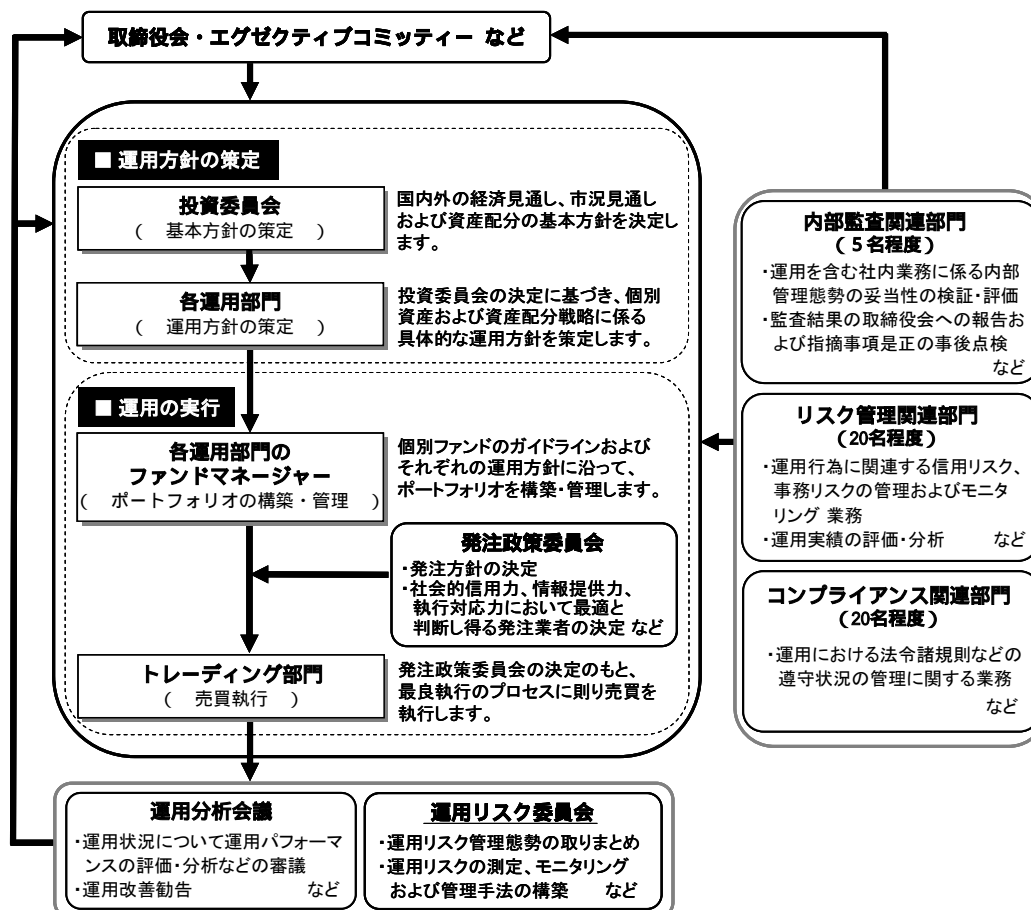 取締役会・エグゼクティブコミッティー など
■ 運用方針の策定
投資委員会
( 基本方針の策定 )
国内外の経済見通し、市況見通し
および資産配分の基本方針を決定し
ます。
各運用部門
( 運用方針の策定 )
投資委員会の決定に基づき、個別
資産および資産配分戦略に係る
具体的な運用方針を策定します。
■ 運用の実行
各運用部門の
ファンドマネージャー
( ポートフォリオの構築・管理 )
個別ファンドのガイドラインおよび
それぞれの運用方針に沿って、
ポートフォリオを構築・管理します。
発注政策委員会
・発注方針の決定
・社会的信用力、情報提供力、
執行対応力において最適と
判断し得る発注業者の決定 など
トレーディング部門
( 売買執行 )
発注政策委員会の決定のもと、
最良執行のプロセスに則り売買を
執行します。
内部監査関連部門
(5名程度)
・運用を含む社内業務に係る内部
管理態勢の妥当性の検証・評価
・監査結果の取締役会への報告お
よび指摘事項是正の事後点検
など
リスク管理関連部門
(20名程度)
・運用行為に関連する信用リスク、
事務リスクの管理およびモニタ
リング 業務
・運用実績の評価・分析 など
コンプライアンス関連部門
(20名程度)
・運用における法令諸規則などの
遵守状況の管理に関する業務
など
運用分析会議
・運用状況について運用パフォーマ
ンスの評価・分析などの審議
・運用改善勧告 など
運用リスク委員会
・運用リスク管理態勢の取りまとめ
・運用リスクの測定、モニタリング
および管理手法の構築 など